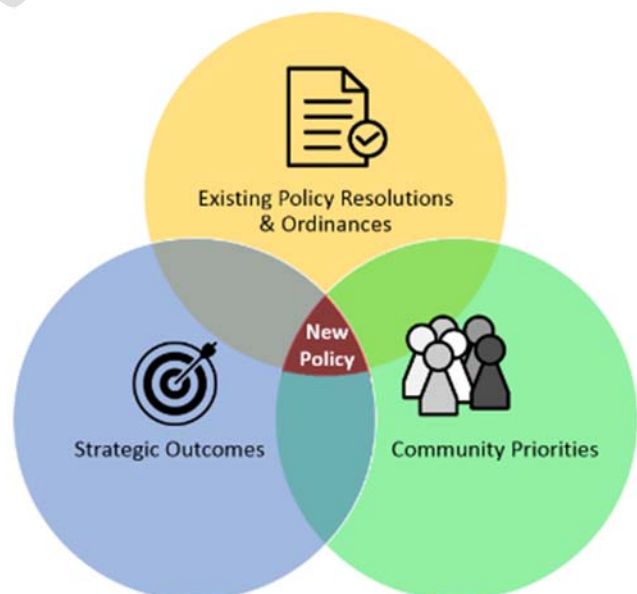 Existing Policy Resolutions
& Ordinances
New
Policy
Strategic Outcomes
Community Priorities